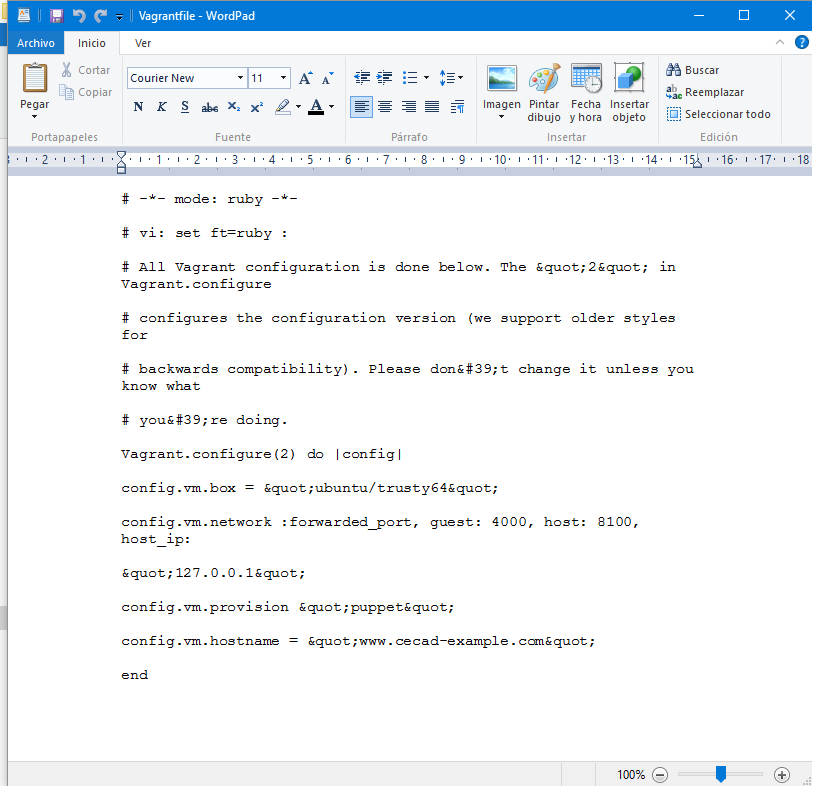 Vagrantfile - WordPad
Archivo Inicio Ver
Pegar
Cortar
Copiar
Portapapeles
Courier New 11
N K S abc X₂ X² A
Fuente
Párrafo
Imagen
Pintar dibujo
Fecha y hora
Insertar objeto
Insertar
Buscar
Reemplazar
Seleccionar todo
Edición
3 2 1 1 2 3 4 5 6 7 8 9 10 11 12 13 14 15 16 17 18
# -*- mode: ruby -*-
# vi: set ft=ruby :
# All Vagrant configuration is done below. The &quot;2&quot; in
Vagrant.configure
# configures the configuration version (we support older styles
for
# backwards compatibility). Please don&#39;t change it unless you
know what
# you&#39;re doing.
Vagrant.configure(2) do |config|
config.vm.box = &quot;ubuntu/trusty64&quot;
config.vm.network :forwarded_port, guest: 4000, host: 8100,
host_ip:
&quot;127.0.0.1&quot;
config.vm.provision &quot;puppet&quot;
config.vm.hostname = &quot;www.cecad-example.com&quot;
end
100%